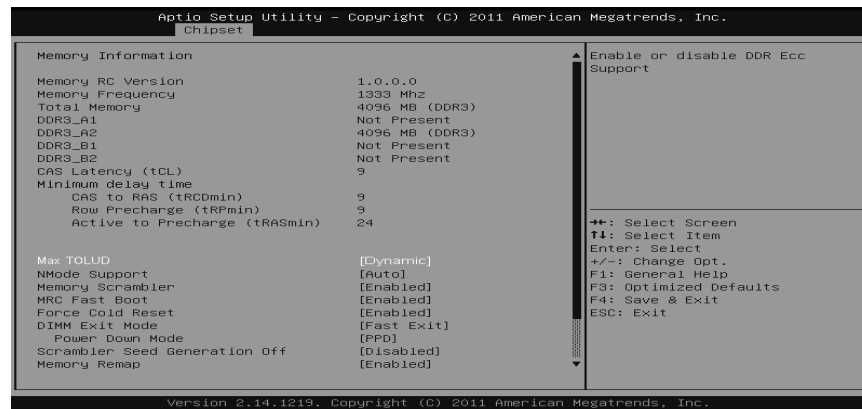 Aptio Setup Utility – Copyright (C) 2011 American Megatrends, Inc.
Chipset
Memory Information
Memory RC Version 1.0.0.0
Memory Frequency 1333 Mhz
Total Memory 4096 MB (DDR3)
DDR3_A1 Not Present
DDR3_A2 4096 MB (DDR3)
DDR3_B1 Not Present
DDR3_B2 Not Present
CAS Latency (tCL) 9
Minimum delay time
CAS to RAS (tRCDmin) 9
Row Precharge (tRPmin) 9
Active to Precharge (tRASmin) 24
Max TOLUD [Dynamic]
NMode Support [Auto]
Memory Scrambler [Enabled]
MRC Fast Boot [Enabled]
Force Cold Reset [Enabled]
DIMM Exit Mode [Fast Exit]
Power Down Mode [PPD]
Scrambler Seed Generation Off [Disabled]
Memory Remap [Enabled]
Enable or disable DDR Ecc
Support
→←: Select Screen
↑↓: Select Item
Enter: Select
+/-: Change Opt.
F1: General Help
F3: Optimized Defaults
F4: Save & Exit
ESC: Exit
Version 2.14.1219. Copyright (C) 2011 American Megatrends, Inc.